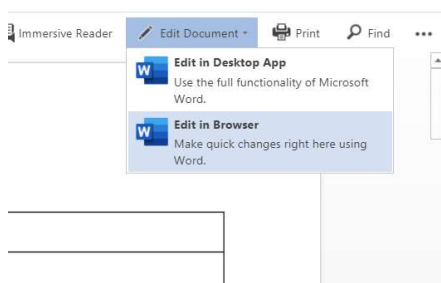 Immersive Reader Edit Document Print Find ...
Edit in Desktop App
Use the full functionality of Microsoft
Word.
Edit in Browser
Make quick changes right here using
Word.